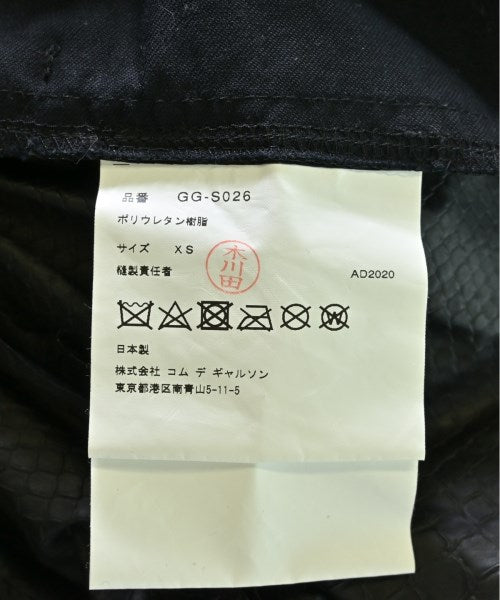 品番 GG-S026
ポリウレタン樹脂
サイズ XS
木川田
縫製責任者 AD2020
W
日本製
株式会社 コム デ ギャルソン
東京都港区南青山5-11-5